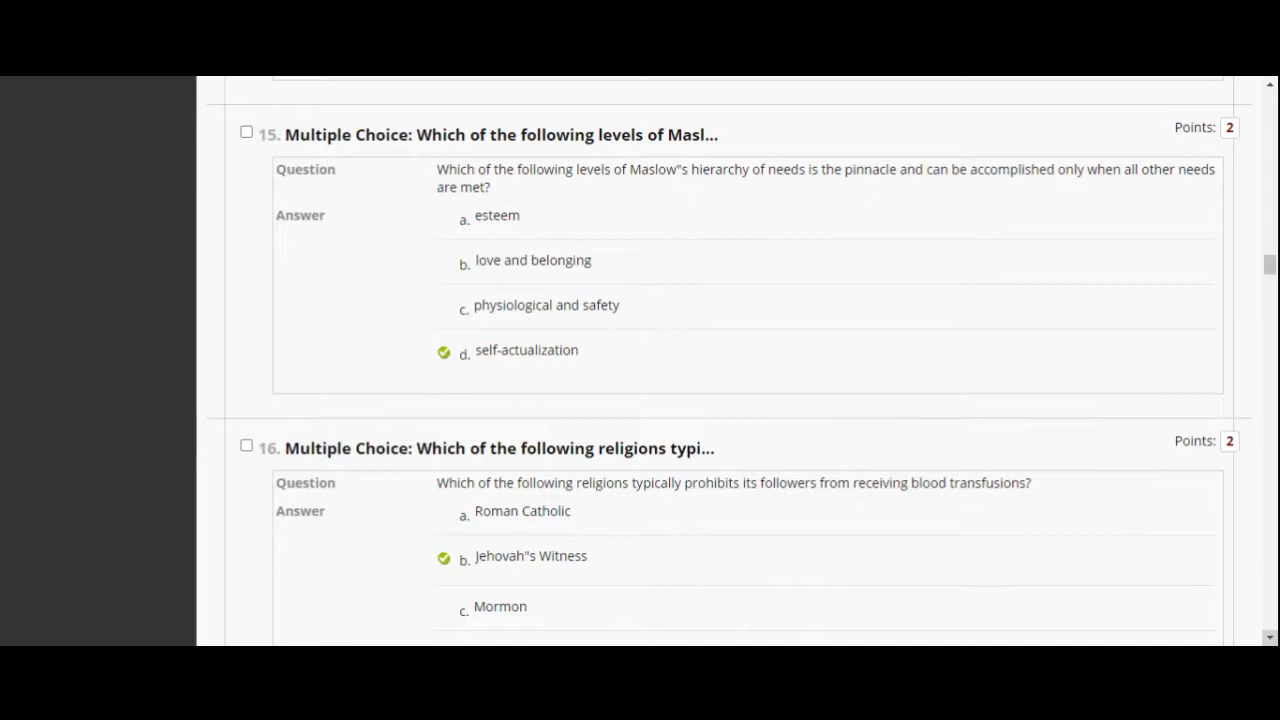 15. Multiple Choice: Which of the following levels of Masl...
Points: 2
Question
Which of the following levels of Maslow"s hierarchy of needs is the pinnacle and can be accomplished only when all other needs
are met?
Answer
a. esteem
b. love and belonging
c. physiological and safety
d. self-actualization
16. Multiple Choice: Which of the following religions typi...
Points: 2
Question
Which of the following religions typically prohibits its followers from receiving blood transfusions?
Answer
a. Roman Catholic
b. Jehovah"s Witness
c. Mormon